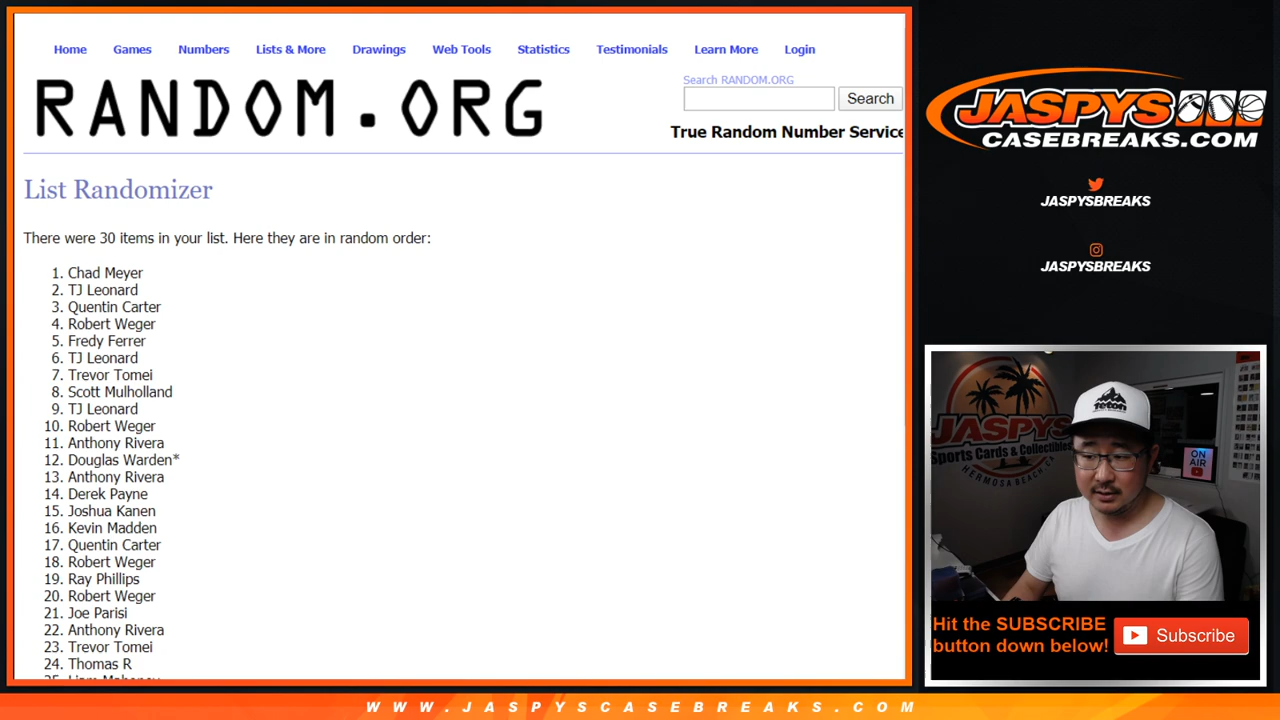 Home Games Numbers Lists & More Drawings Web Tools Statistics Testimonials Learn More Login
RANDOM.ORG
Search RANDOM.ORG
Search
True Random Number Service
List Randomizer
There were 30 items in your list. Here they are in random order:
1. Chad Meyer
2. TJ Leonard
3. Quentin Carter
4. Robert Weger
5. Fredy Ferrer
6. TJ Leonard
7. Trevor Tomei
8. Scott Mulholland
9. TJ Leonard
10. Robert Weger
11. Anthony Rivera
12. Douglas Warden*
13. Anthony Rivera
14. Derek Payne
15. Joshua Kanen
16. Kevin Madden
17. Quentin Carter
18. Robert Weger
19. Ray Phillips
20. Robert Weger
21. Joe Parisi
22. Anthony Rivera
23. Trevor Tomei
24. Thomas R
JASPYS
CASEBREAKS.COM
JASPYSBREAKS
JASPYSBREAKS
JASPYS
Sports Cards & Collectibles
HERMOSA BEACH, CA
TETON
ON AIR
Hit the SUBSCRIBE
button down below!
Subscribe
WWW.JASPYSCASEBREAKS.COM